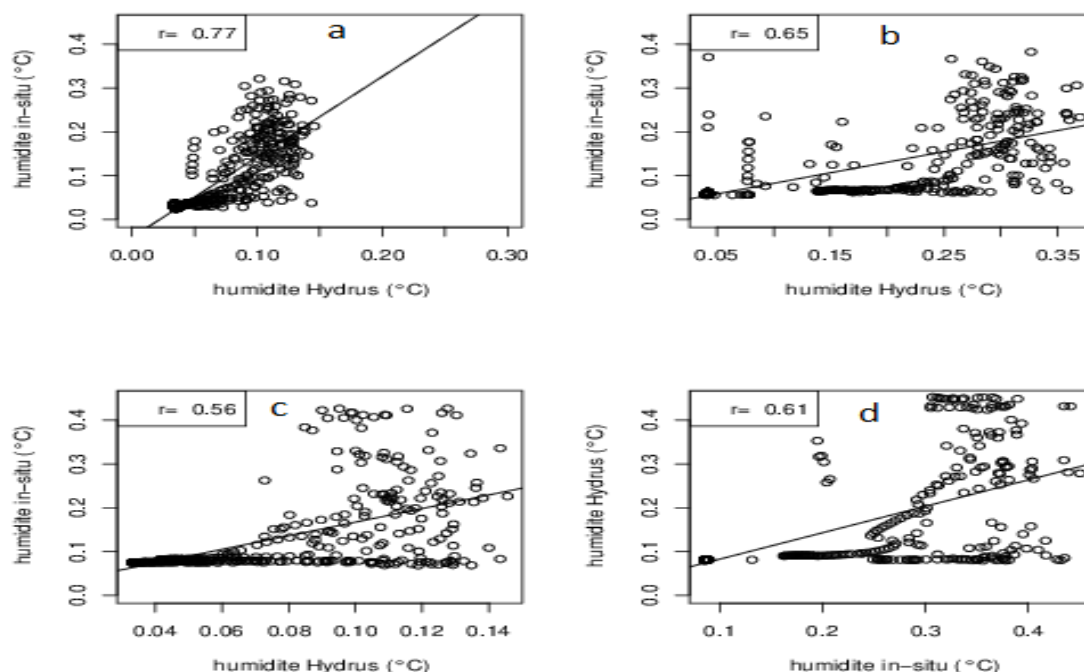 r= 0.77
a
humidite in-situ (°C)
0.0 0.1 0.2 0.3 0.4
0.00 0.10 0.20 0.30
humidite Hydrus (°C)
r= 0.65
b
humidite in-situ (°C)
0.0 0.1 0.2 0.3 0.4
0.05 0.15 0.25 0.35
humidite Hydrus (°C)
r= 0.56
c
humidite in-situ (°C)
0.0 0.1 0.2 0.3 0.4
0.04 0.06 0.08 0.10 0.12 0.14
humidite Hydrus (°C)
r= 0.61
d
humidite Hydrus (°C)
0.0 0.1 0.2 0.3 0.4
0.1 0.2 0.3 0.4
humidite in-situ (°C)